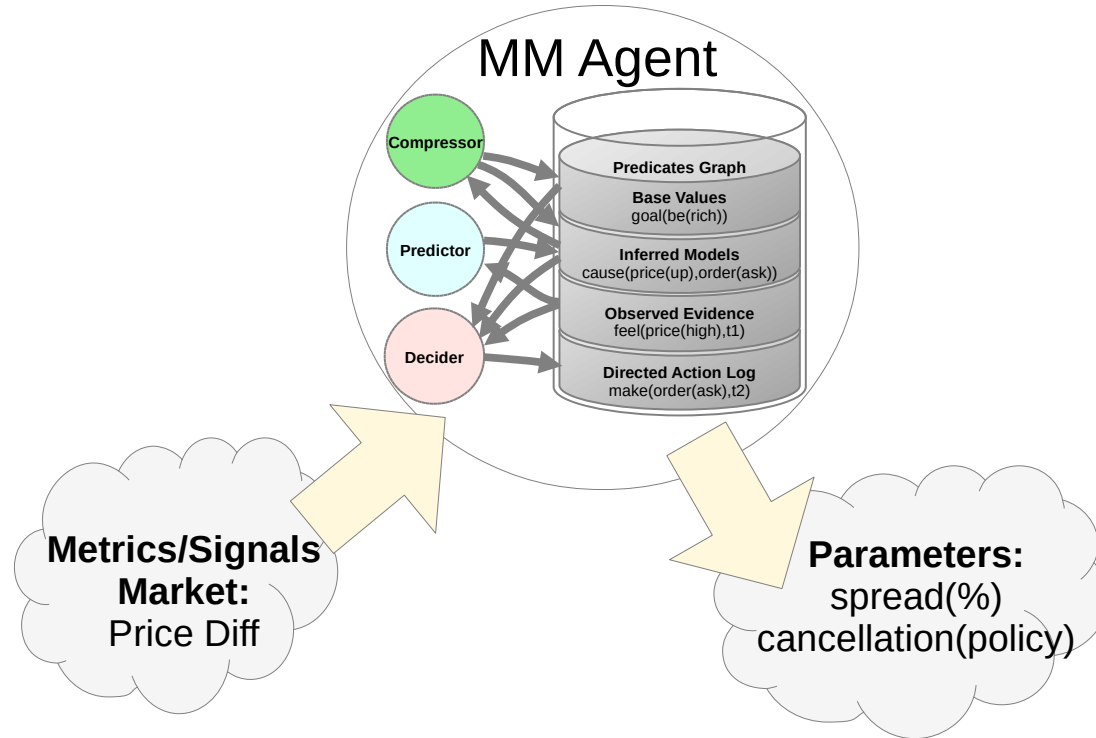 MM Agent
Compressor
Predictor
Decider
Predicates Graph
Base Values
goal(be(rich))
Inferred Models
cause(price(up),order(ask))
Observed Evidence
feel(price(high),t1)
Directed Action Log
make(order(ask),t2)
Metrics/Signals
Market:
Price Diff
Parameters:
spread(%)
cancellation(policy)